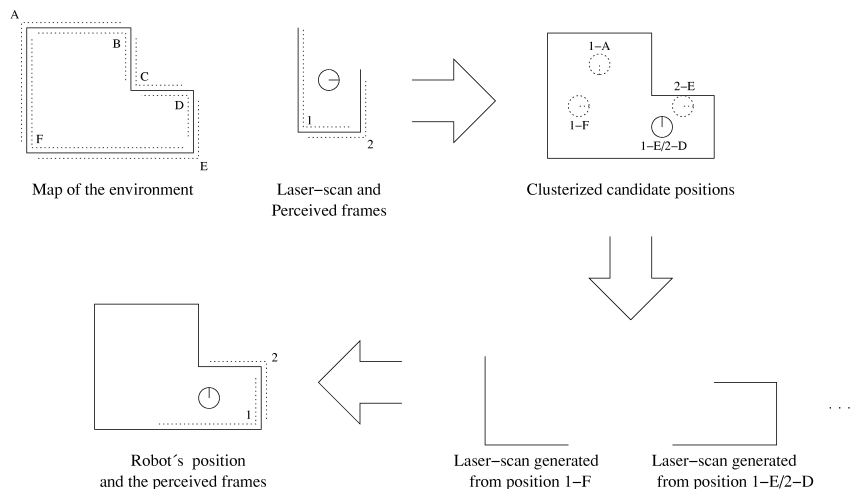 A
B
C
D
F
E
Map of the environment
1
2
Laser−scan and
Perceived frames
1−A
2−E
1−F
1−E/2−D
Clusterized candidate positions
2
1
Robot´s position
and the perceived frames
Laser−scan generated
from position 1−F
Laser−scan generated
from position 1−E/2−D
. . .